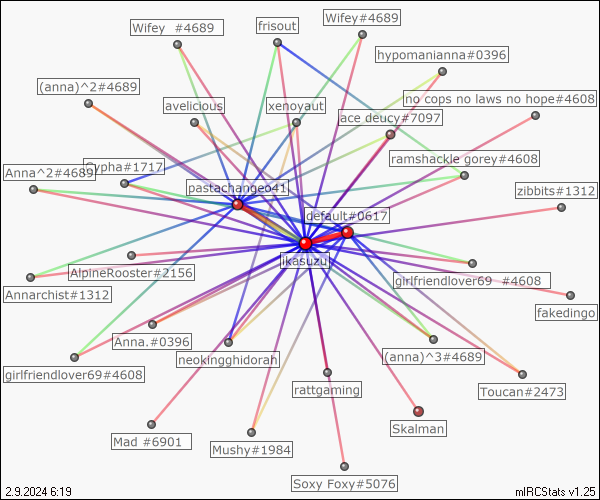 Wifey  #4689
frisout
Wifey#4689
hypomanianna#0396
(anna)^2#4689
avelicious
xenoyaut
no cops no laws no hope#4608
ace deucy#7097
Anna^2#4689
Cypha#1717
ramshackle gorey#4608
pastachangeo41
zibbits#1312
default#0617
ikasuzu
AlpineRooster#2156
girlfriendlover69  #4608
Annarchist#1312
fakedingo
Anna.#0396
neokingghidorah
(anna)^3#4689
girlfriendlover69#4608
rattgaming
Toucan#2473
Skalman
Mad #6901
Mushy#1984
Soxy Foxy#5076
2.9.2024 6:19
mIRCStats v1.25